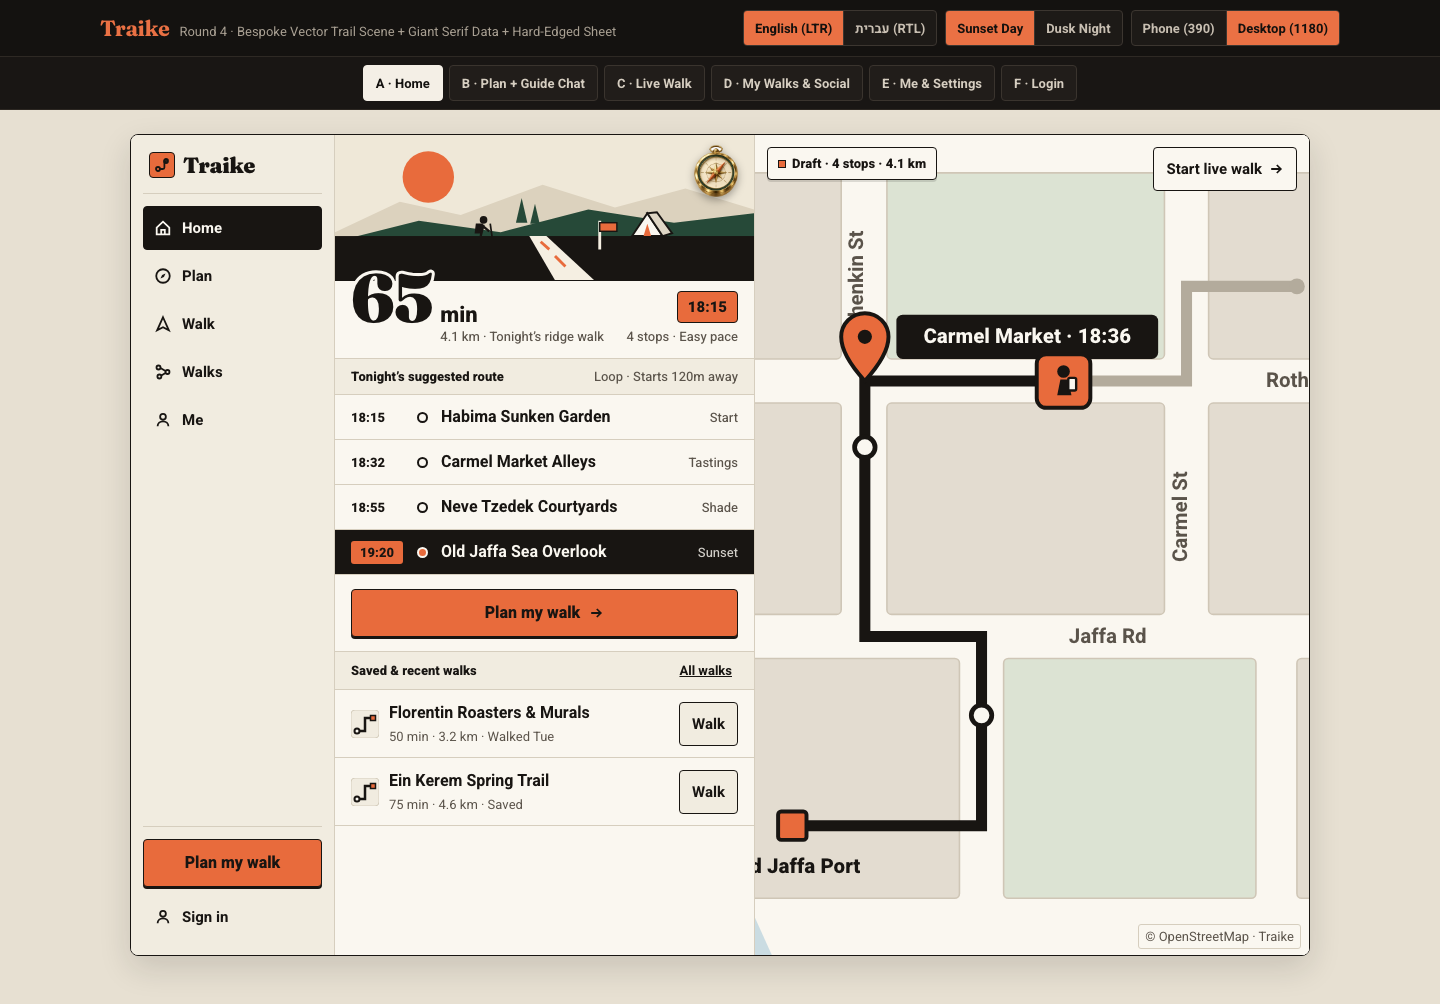 Traike Round 4 · Bespoke Vector Trail Scene + Giant Serif Data + Hard-Edged Sheet
English (LTR) עברית (RTL) Sunset Day Dusk Night Phone (390) Desktop (1180)
A · Home B · Plan + Guide Chat C · Live Walk D · My Walks & Social E · Me & Settings F · Login
Traike
Home
Plan
Walk
Walks
Me
Plan my walk
Sign in
65 min
18:15
4.1 km · Tonight’s ridge walk 4 stops · Easy pace
Tonight’s suggested route Loop · Starts 120m away
18:15 Habima Sunken Garden Start
18:32 Carmel Market Alleys Tastings
18:55 Neve Tzedek Courtyards Shade
19:20 Old Jaffa Sea Overlook Sunset
Plan my walk →
Saved & recent walks All walks
Florentin Roasters & Murals
50 min · 3.2 km · Walked Tue
Walk
Ein Kerem Spring Trail
75 min · 4.6 km · Saved
Walk
Draft · 4 stops · 4.1 km
Start live walk →
henkin St
Carmel Market · 18:36
Roth
Carmel St
Jaffa Rd
d Jaffa Port
© OpenStreetMap · Traike